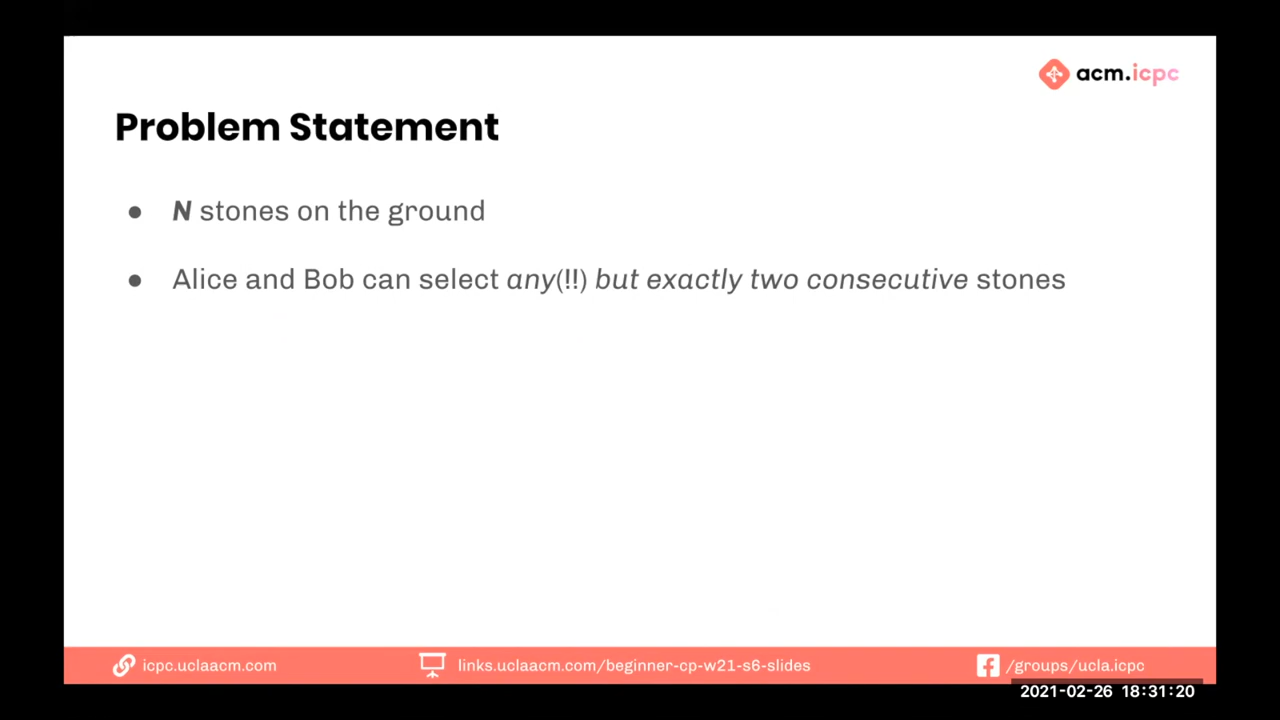 acm.icpc
Problem Statement
● N stones on the ground
● Alice and Bob can select any(!!) but exactly two consecutive stones
icpc.uclaacm.com
links.uclaacm.com/beginner-cp-w21-s6-slides
/groups/ucla.icpc
2021-02-26 18:31:20